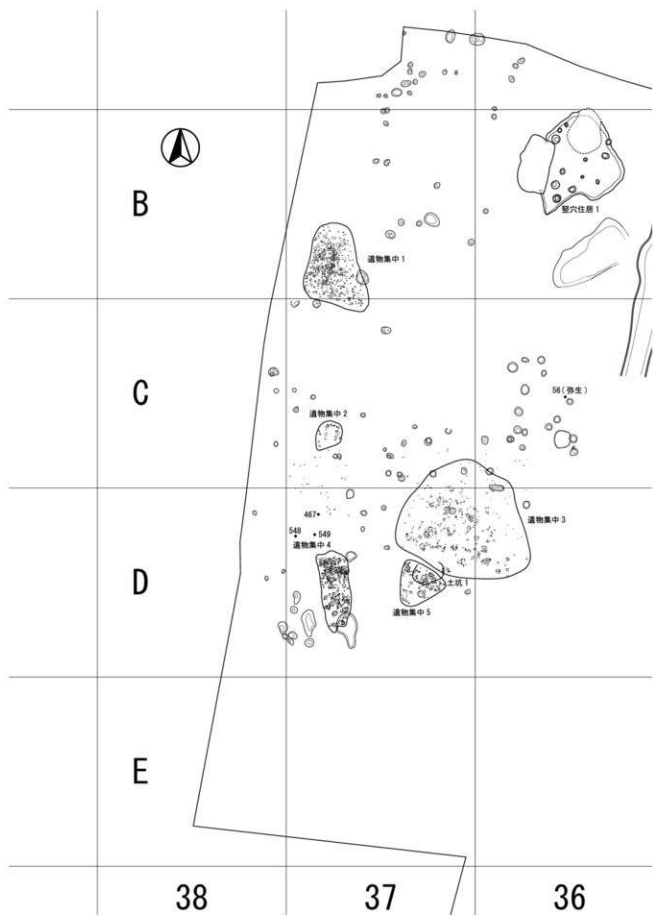 B
竪穴住居 1
遺物集中 1
C
56(弥生)
遺物集中 2
467
548
549
遺物集中 3
遺物集中 4
D
土坑 1
遺物集中 5
E
38
37
36